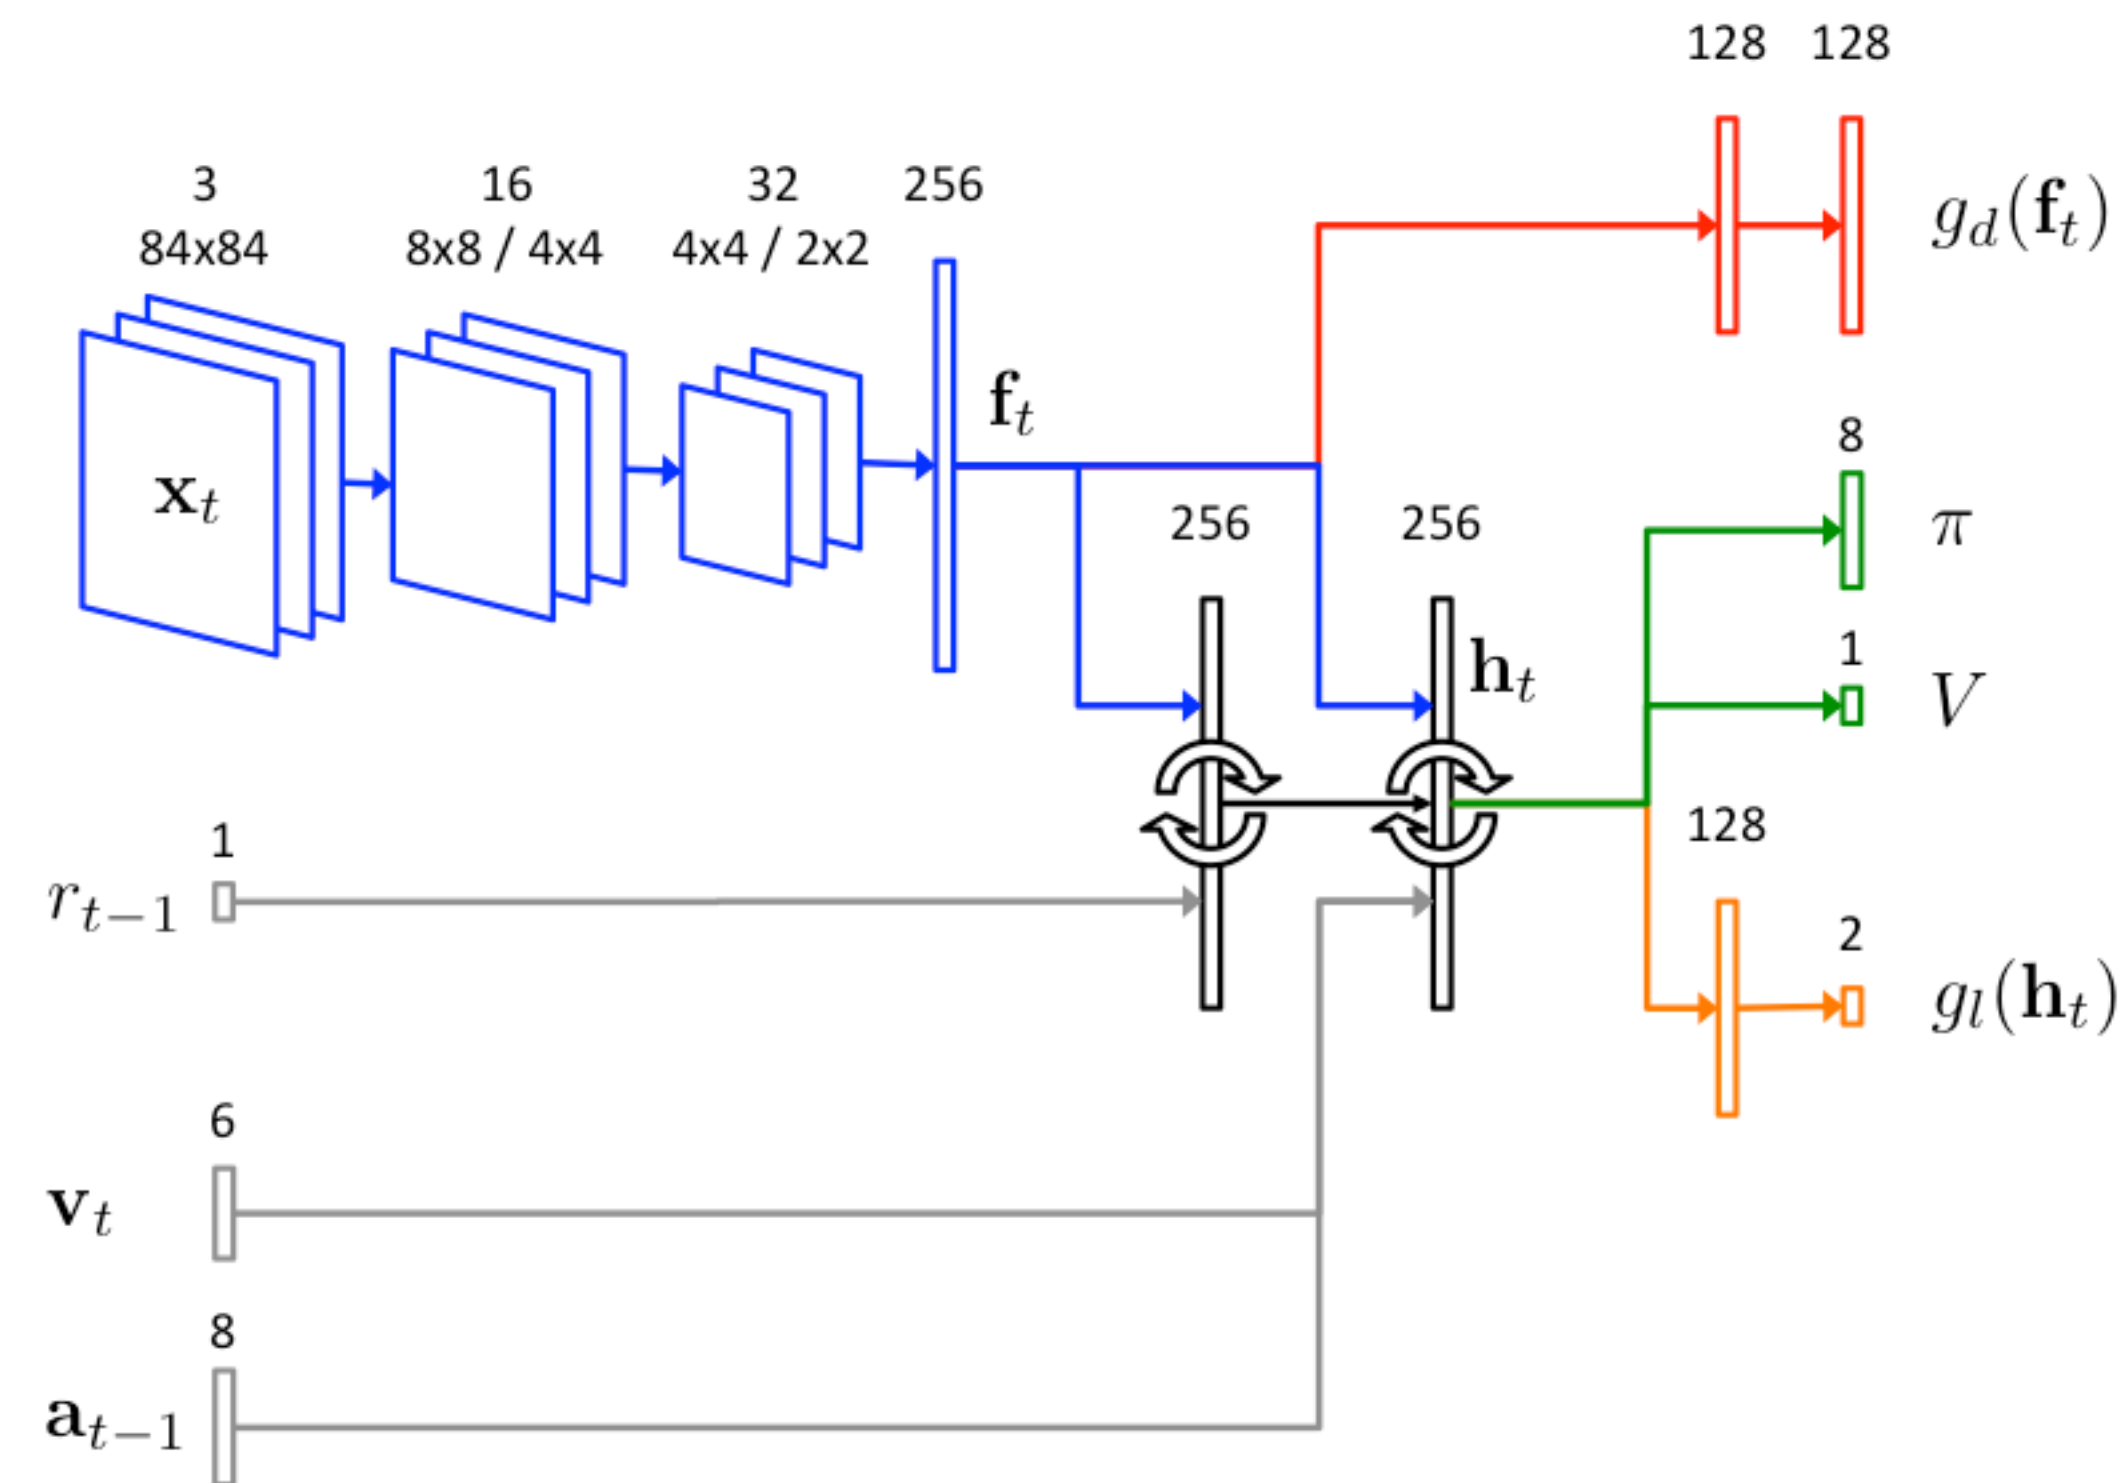 128 128
g_d(f_t)
3 16 32 256
84x84 8x8 / 4x4 4x4 / 2x2
f_t
x_t
256 256
8
π
h_t
1
V
1
r_{t-1}
128
2
g_l(h_t)
6
v_t
8
a_{t-1}